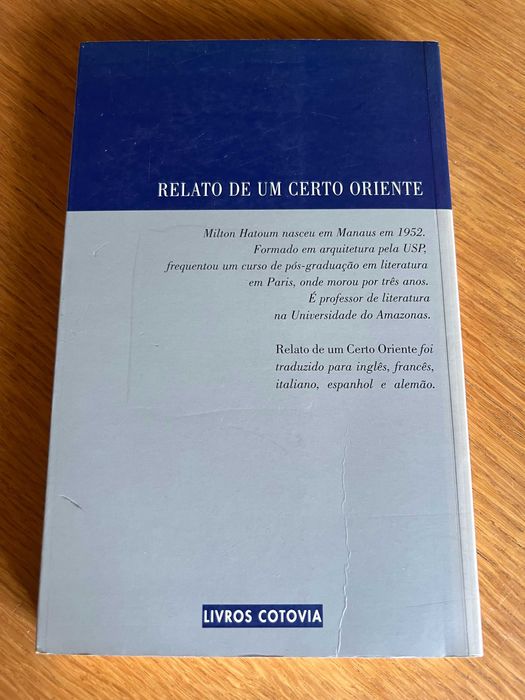 RELATO DE UM CERTO ORIENTE
Milton Hatoum nasceu em Manaus em 1952.
Formado em arquitetura pela USP,
frequentou um curso de pós-graduação em literatura
em Paris, onde morou por três anos.
É professor de literatura
na Universidade do Amazonas.
Relato de um Certo Oriente foi
traduzido para inglês, francês,
italiano, espanhol e alemão.
LIVROS COTOVIA